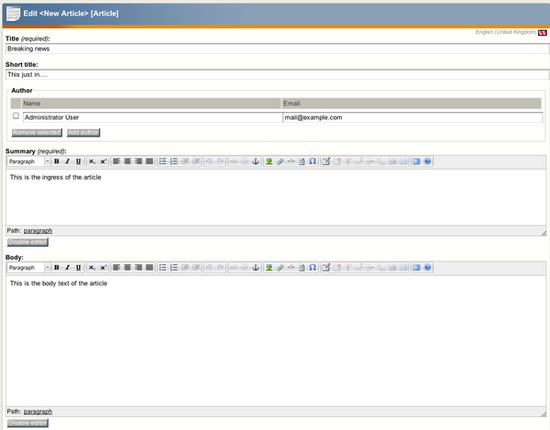 Edit <New Article> [Article]
English (United Kingdom)
Title (required):
Breaking news
Short title:
This just in....
Author
Name Email
Administrator User mail@example.com
Remove selected Add author
Summary (required):
Paragraph B I U
This is the ingress of the article
Path: paragraph
Disable editor
Body:
Paragraph B I U
This is the body text of the article
Path: paragraph
Disable editor